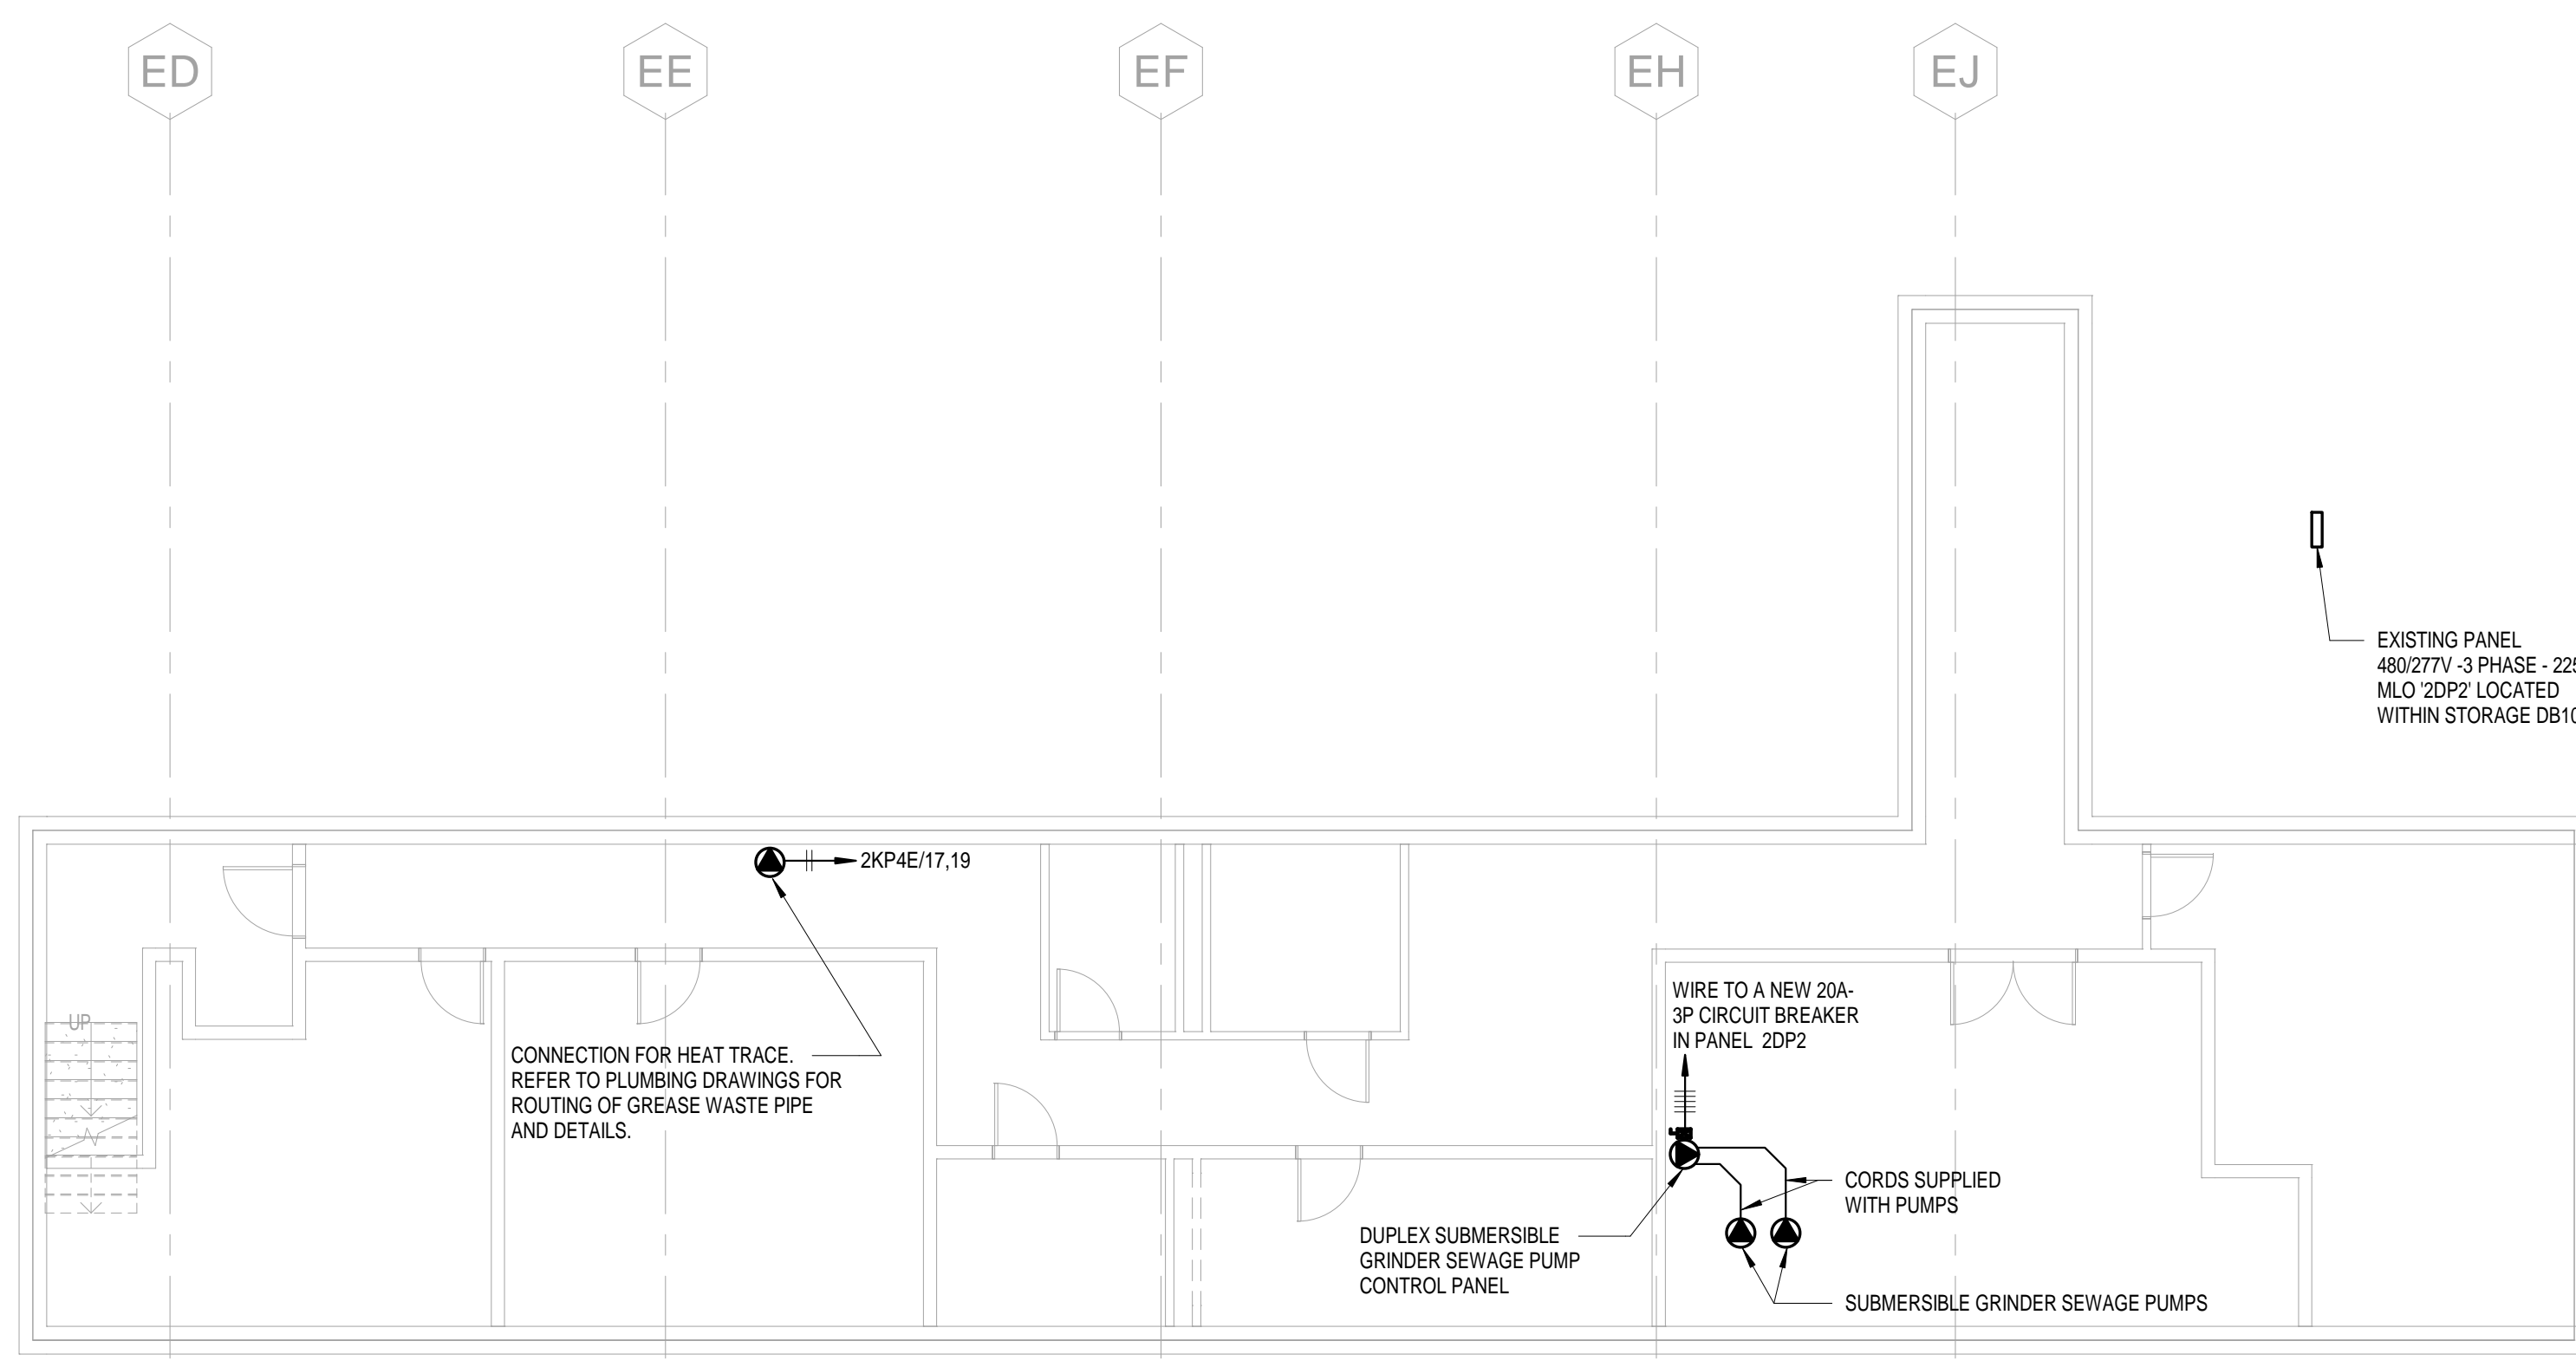 ED
EE
EF
EH
EJ
EXISTING PANEL
480/277V -3 PHASE - 225
MLO '2DP2' LOCATED
WITHIN STORAGE DB10
2KP4E/17,19
WIRE TO A NEW 20A-
3P CIRCUIT BREAKER
IN PANEL 2DP2
UP
CONNECTION FOR HEAT TRACE.
REFER TO PLUMBING DRAWINGS FOR
ROUTING OF GREASE WASTE PIPE
AND DETAILS.
CORDS SUPPLIED
WITH PUMPS
DUPLEX SUBMERSIBLE
GRINDER SEWAGE PUMP
CONTROL PANEL
SUBMERSIBLE GRINDER SEWAGE PUMPS